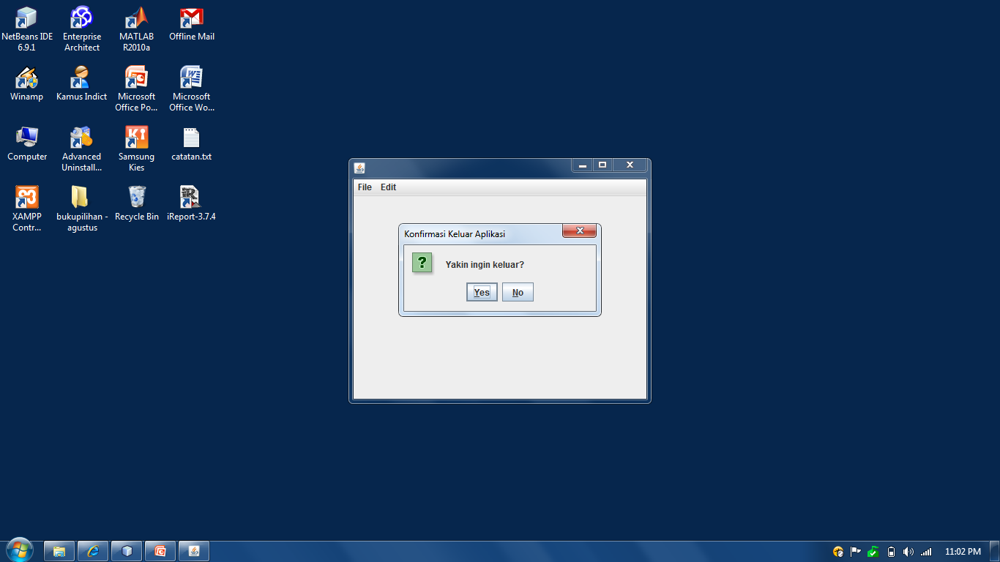 NetBeans IDE 6.9.1
Enterprise Architect
MATLAB R2010a
Offline Mail
Winamp
Kamus Indict
Microsoft Office Po...
Microsoft Office Wo...
Computer
Advanced Uninstall...
Samsung Kies
catatan.txt
XAMPP Contr...
bukupilihan - agustus
Recycle Bin
iReport-3.7.4
File Edit
Konfirmasi Keluar Aplikasi
?
Yakin ingin keluar?
Yes No
11:02 PM